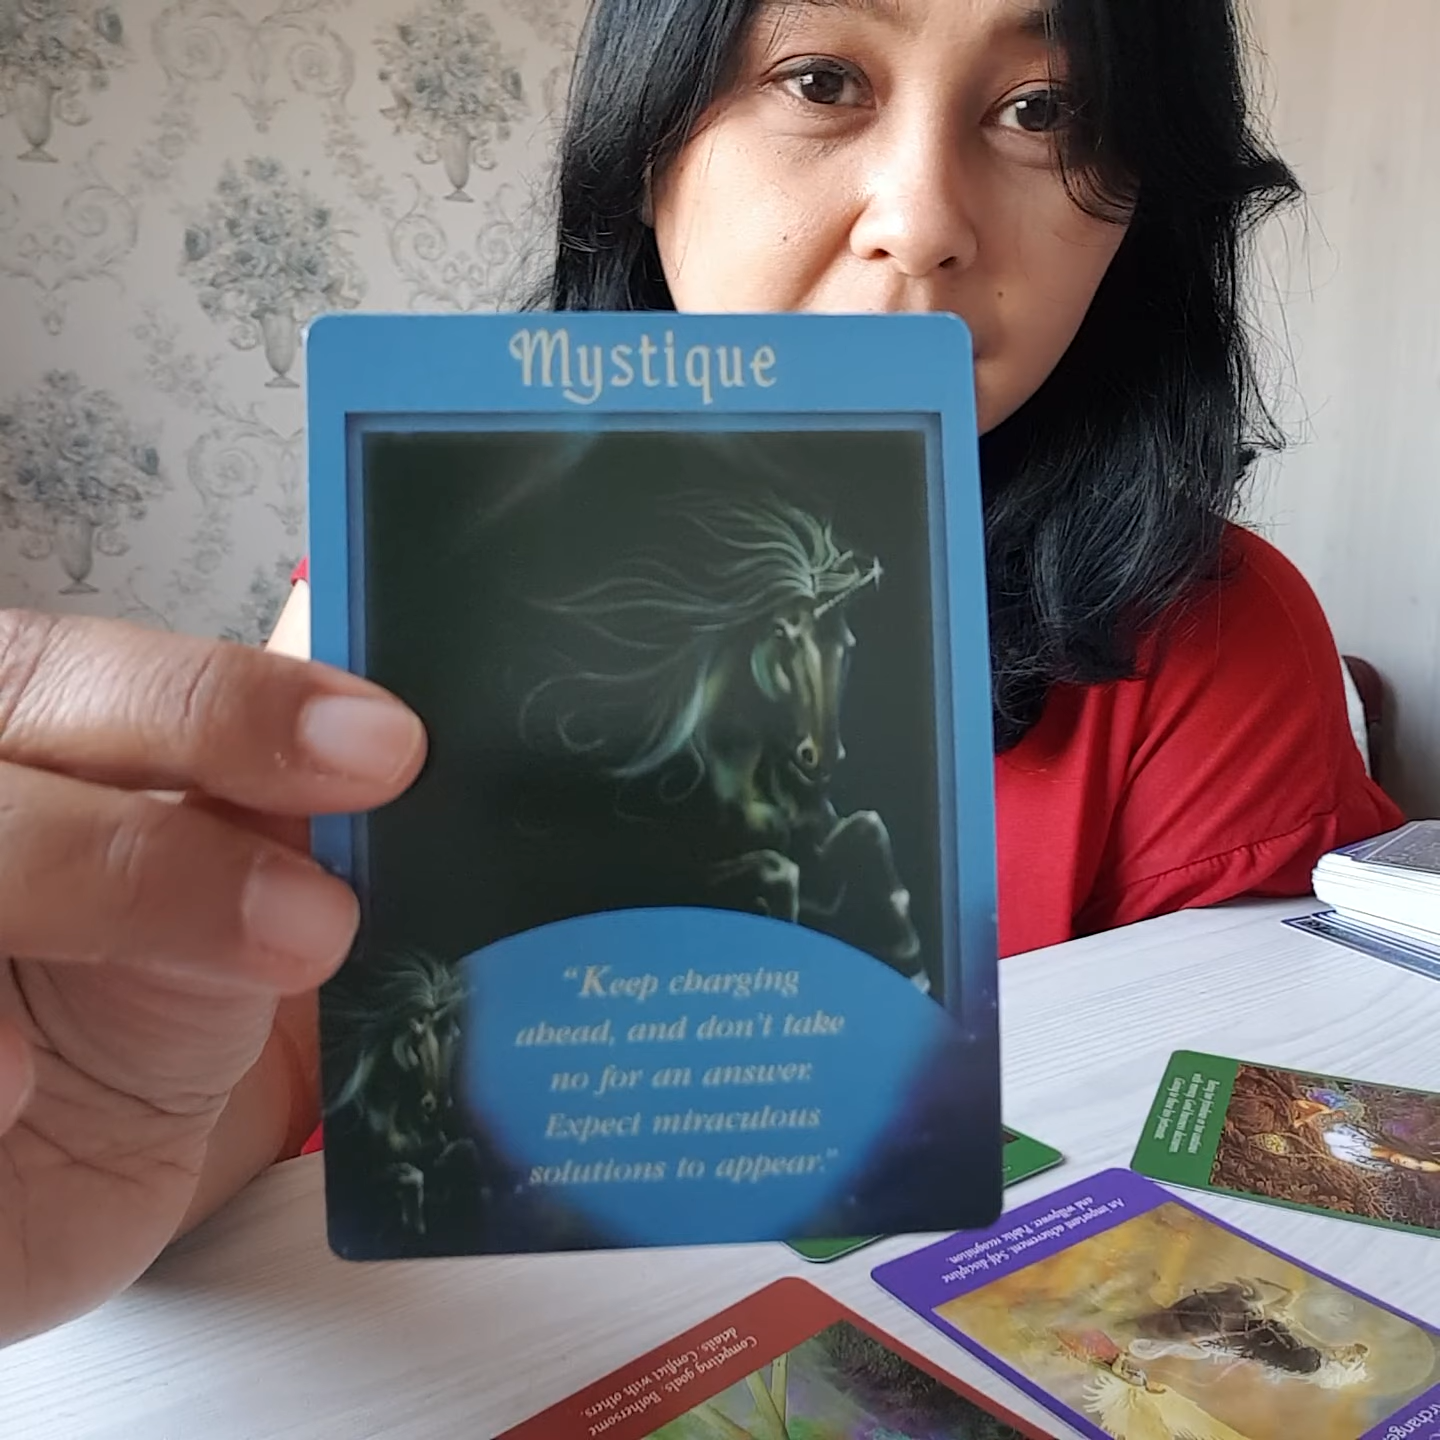 Mystique
“Keep charging
ahead, and don't take
no for an answer.
Expect miraculous
solutions to appear.”
An important achievement. Self-discipline
and willpower. Public recognition.
Competing goals. Bothersome
details. Conflict with others.